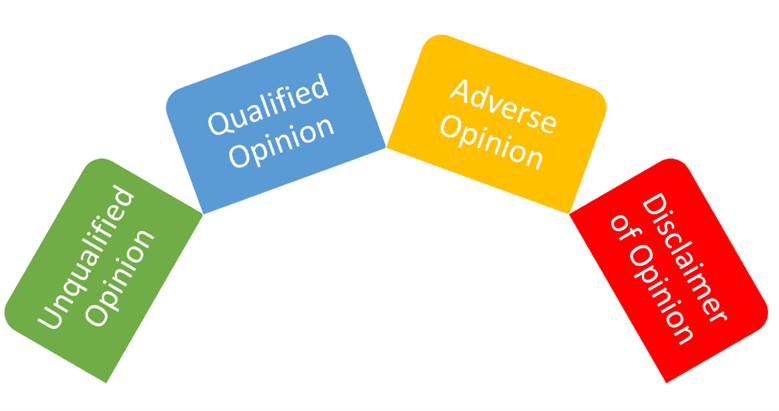 Unqualified
Opinion
Qualified
Opinion
Adverse
Opinion
Disclaimer
of Opinion